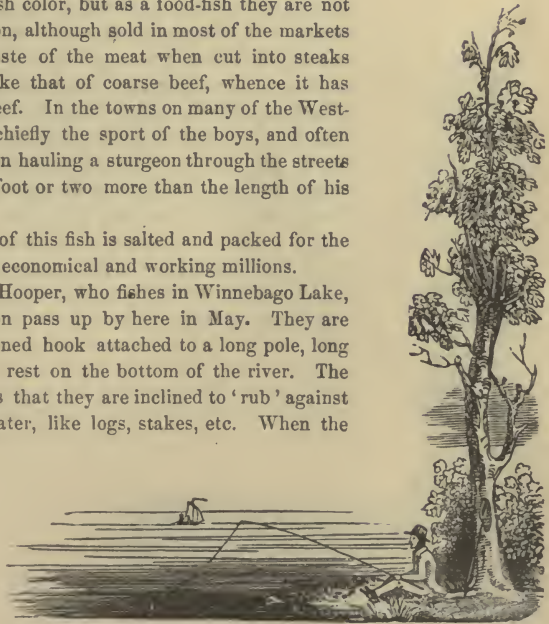 sh color, but as a food-fish they are not
n, although sold in most of the markets
ste of the meat when cut into steaks
ke that of coarse beef, whence it has
eef. In the towns on many of the West-
chiefly the sport of the boys, and often
n hauling a sturgeon through the streets
foot or two more than the length of his
of this fish is salted and packed for the
economical and working millions.
Hooper, who fishes in Winnebago Lake,
n pass up by here in May. They are
ned hook attached to a long pole, long
rest on the bottom of the river. The
s that they are inclined to ‘rub’ against
ater, like logs, stakes, etc. When the